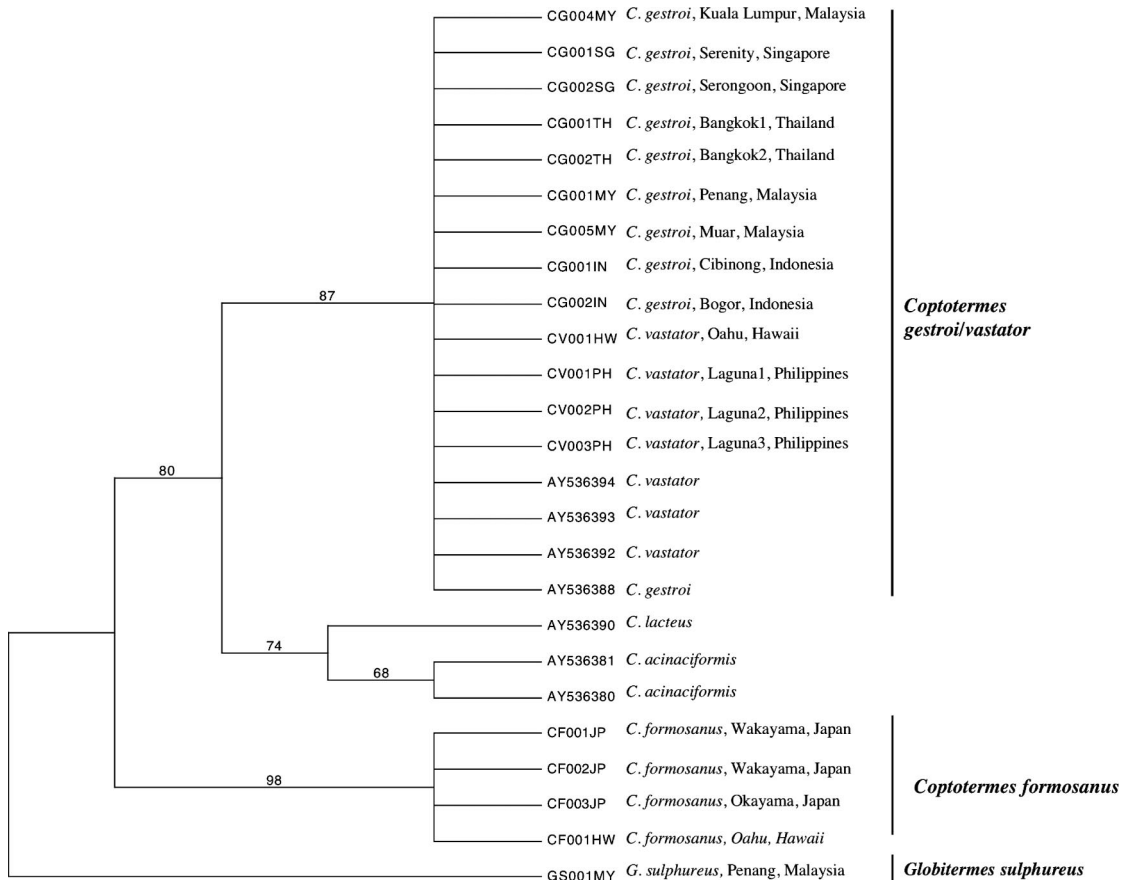 CG004MY C. gestroi, Kuala Lumpur, Malaysia
CG001SG C. gestroi, Serenity, Singapore
CG002SG C. gestroi, Serongoon, Singapore
CG001TH C. gestroi, Bangkok1, Thailand
CG002TH C. gestroi, Bangkok2, Thailand
CG001MY C. gestroi, Penang, Malaysia
CG005MY C. gestroi, Muar, Malaysia
CG001IN C. gestroi, Cibinong, Indonesia
87
CG002IN C. gestroi, Bogor, Indonesia
Coptotermes
gestroi/vastator
CV001HW C. vastator, Oahu, Hawaii
CV001PH C. vastator, Laguna1, Philippines
CV002PH C. vastator, Laguna2, Philippines
CV003PH C. vastator, Laguna3, Philippines
80
AY536394 C. vastator
AY536393 C. vastator
AY536392 C. vastator
AY536388 C. gestroi
AY536390 C. lacteus
74
AY536381 C. acinaciformis
68
AY536380 C. acinaciformis
CF001JP C. formosanus, Wakayama, Japan
CF002JP C. formosanus, Wakayama, Japan
98
Coptotermes formosanus
CF003JP C. formosanus, Okayama, Japan
CF001HW C. formosanus, Oahu, Hawaii
GS001MY G. sulphureus, Penang, Malaysia
Globitermes sulphureus